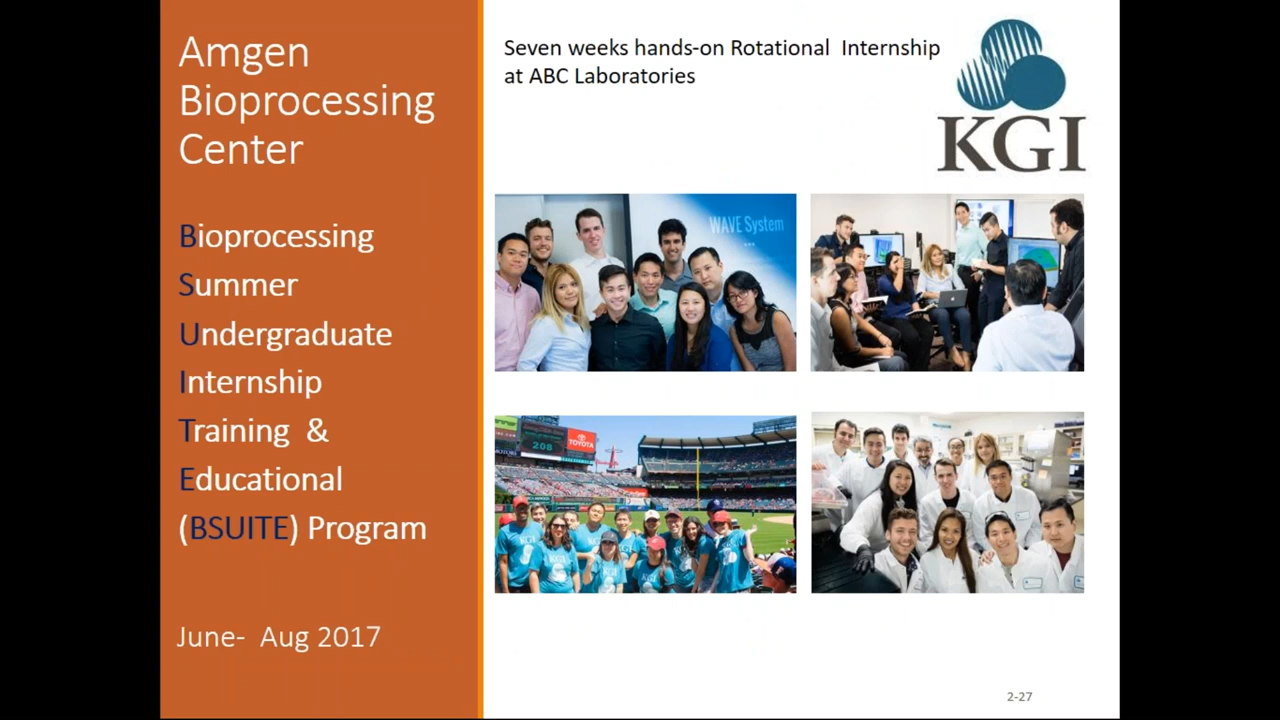 Amgen
Bioprocessing
Center
Bioprocessing
Summer
Undergraduate
Internship
Training &
Educational
(BSUITE) Program
June- Aug 2017
Seven weeks hands-on Rotational Internship
at ABC Laboratories
KGI
WAVE System
TOYOTA
208
2-27